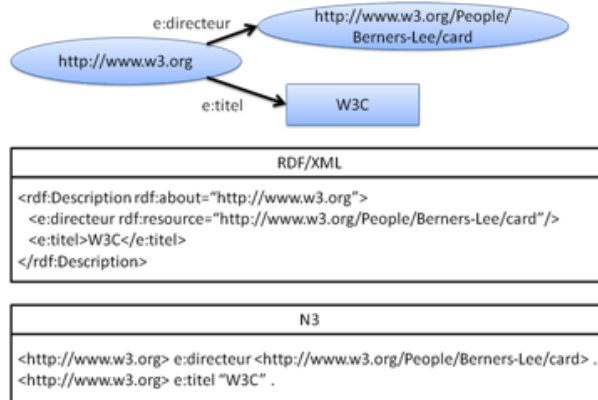 e:directeur
http://www.w3.org/People/
Berners-Lee/card
http://www.w3.org
e:titel
W3C
RDF/XML
<rdf:Description rdf:about=“http://www.w3.org”>
<e:directeur rdf:resource=“http://www.w3.org/People/Berners-Lee/card”/>
<e:titel>W3C</e:titel>
</rdf:Description>
N3
<http://www.w3.org> e:directeur <http://www.w3.org/People/Berners-Lee/card> .
<http://www.w3.org> e:titel “W3C” .